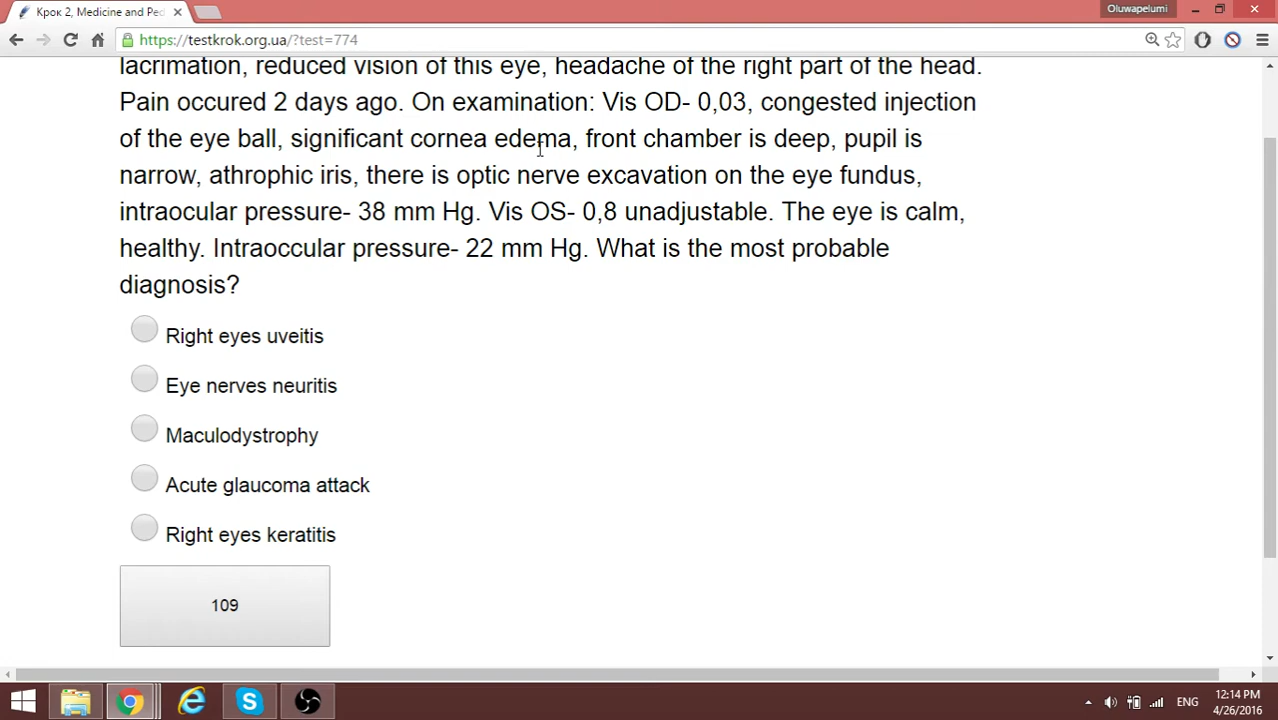 Крок 2, Medicine and Ped
Oluwapelumi
https://testkrok.org.ua/?test=774
lacrimation, reduced vision of this eye, headache of the right part of the head.
Pain occured 2 days ago. On examination: Vis OD- 0,03, congested injection
of the eye ball, significant cornea edema, front chamber is deep, pupil is
narrow, athrophic iris, there is optic nerve excavation on the eye fundus,
intraocular pressure- 38 mm Hg. Vis OS- 0,8 unadjustable. The eye is calm,
healthy. Intraoccular pressure- 22 mm Hg. What is the most probable
diagnosis?
Right eyes uveitis
Eye nerves neuritis
Maculodystrophy
Acute glaucoma attack
Right eyes keratitis
109
ENG
12:14 PM
4/26/2016